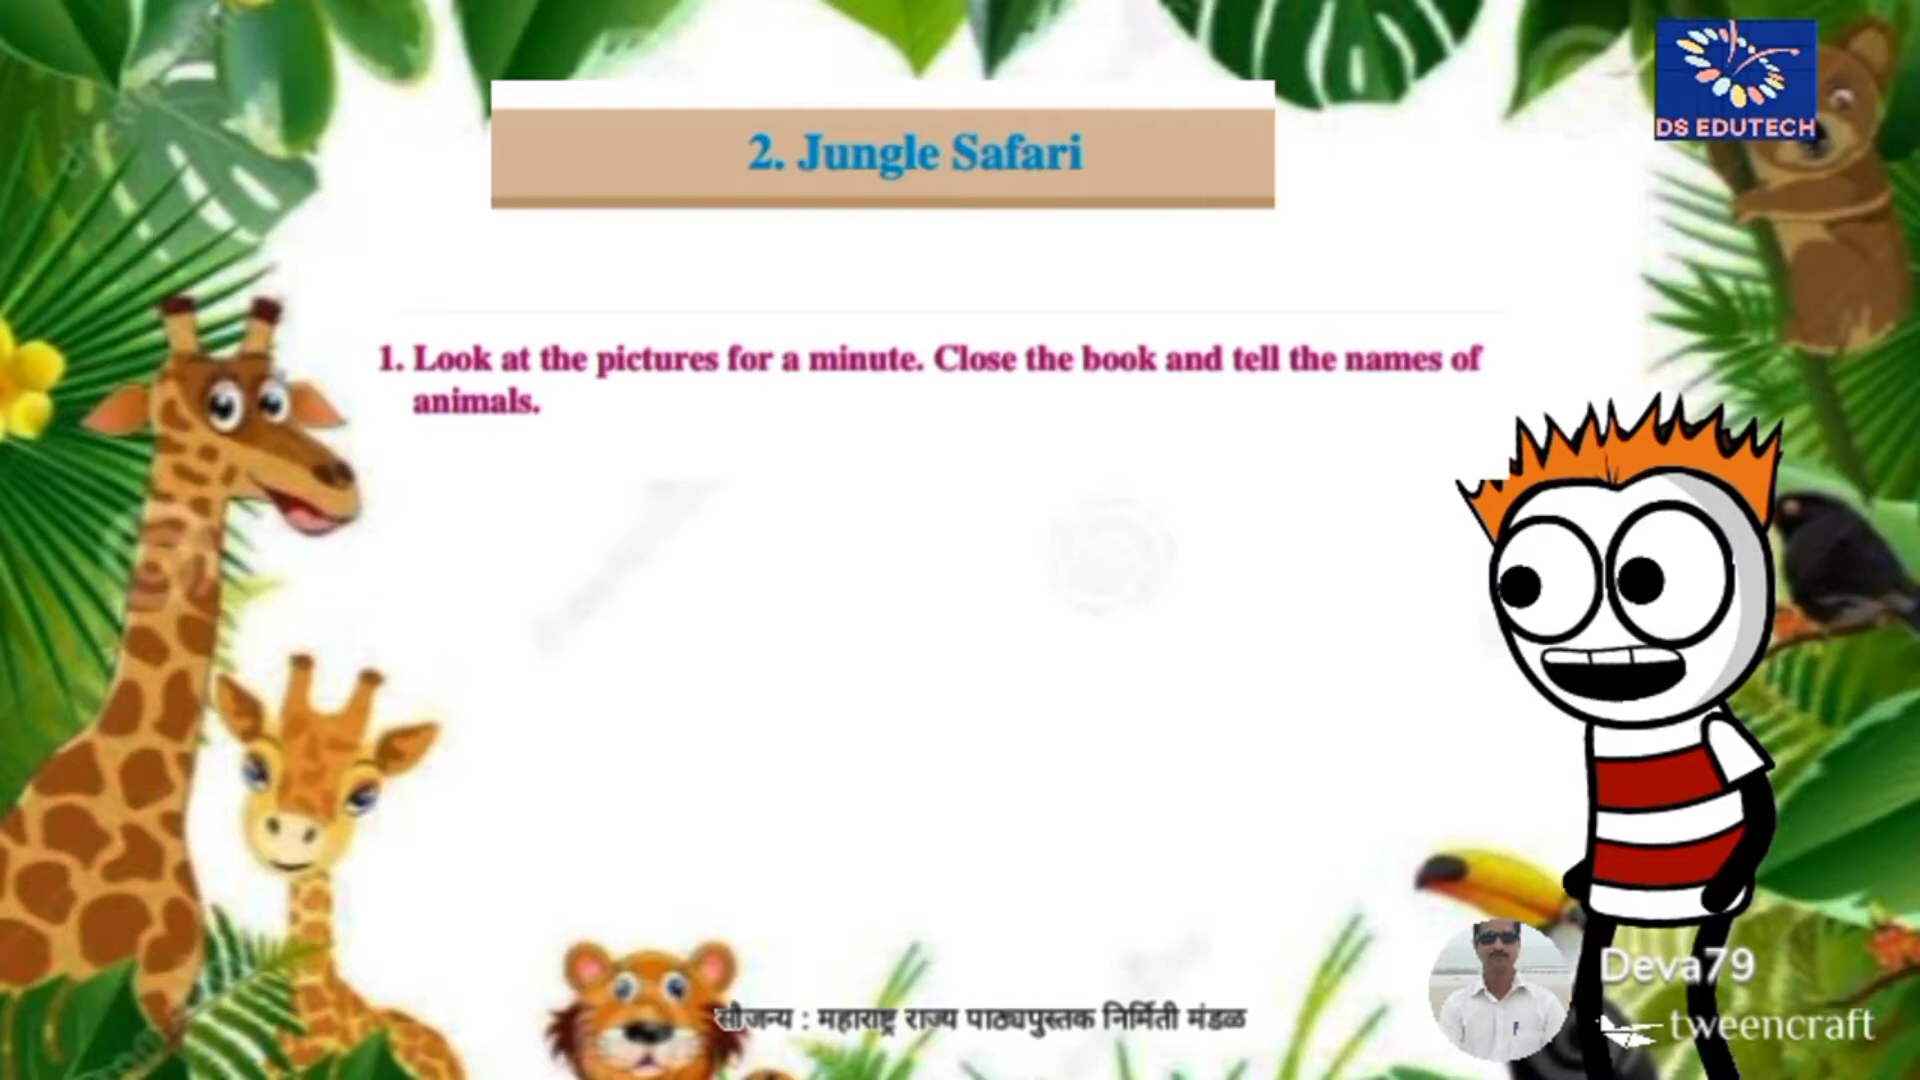 DS EDUTECH
2. Jungle Safari
1. Look at the pictures for a minute. Close the book and tell the names of
animals.
सौजन्य : महाराष्ट्र राज्य पाठ्यपुस्तक निर्मिती मंडळ
Deva79
tweencraft